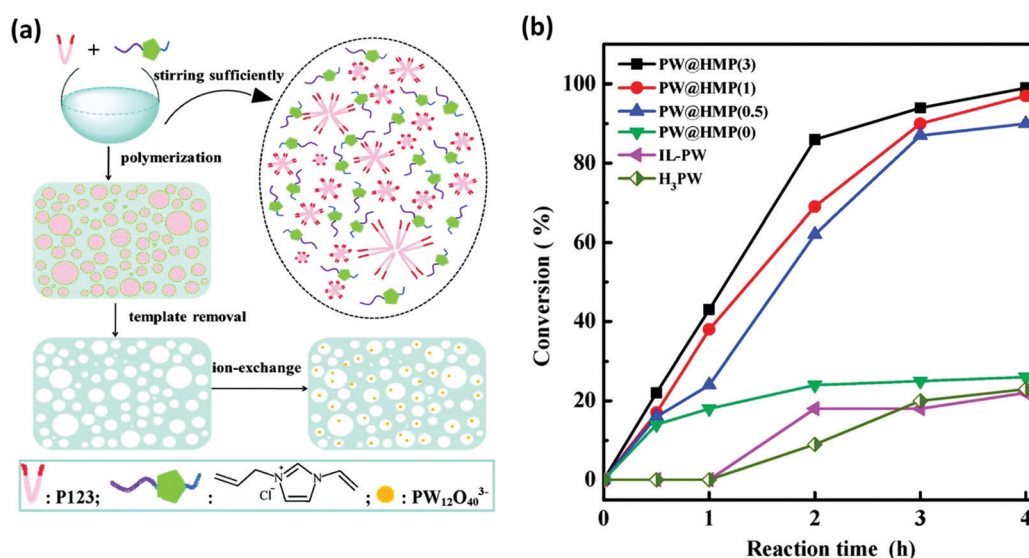 (a)
+
stirring sufficiently
polymerization
template removal
ion-exchange
: P123; : N + N Cl⁻ ; : PW₁₂O₄₀³⁻
(b)
Conversion ( %)
100
80
60
40
20
0
PW@HMP(3)
PW@HMP(1)
PW@HMP(0.5)
PW@HMP(0)
IL-PW
H₃PW
0 1 2 3 4
Reaction time (h)